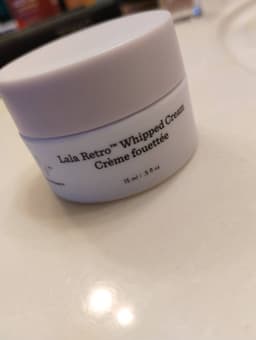 Lala Retro™ Whipped Cream
Crème fouettée
15 ml / .5 fl oz